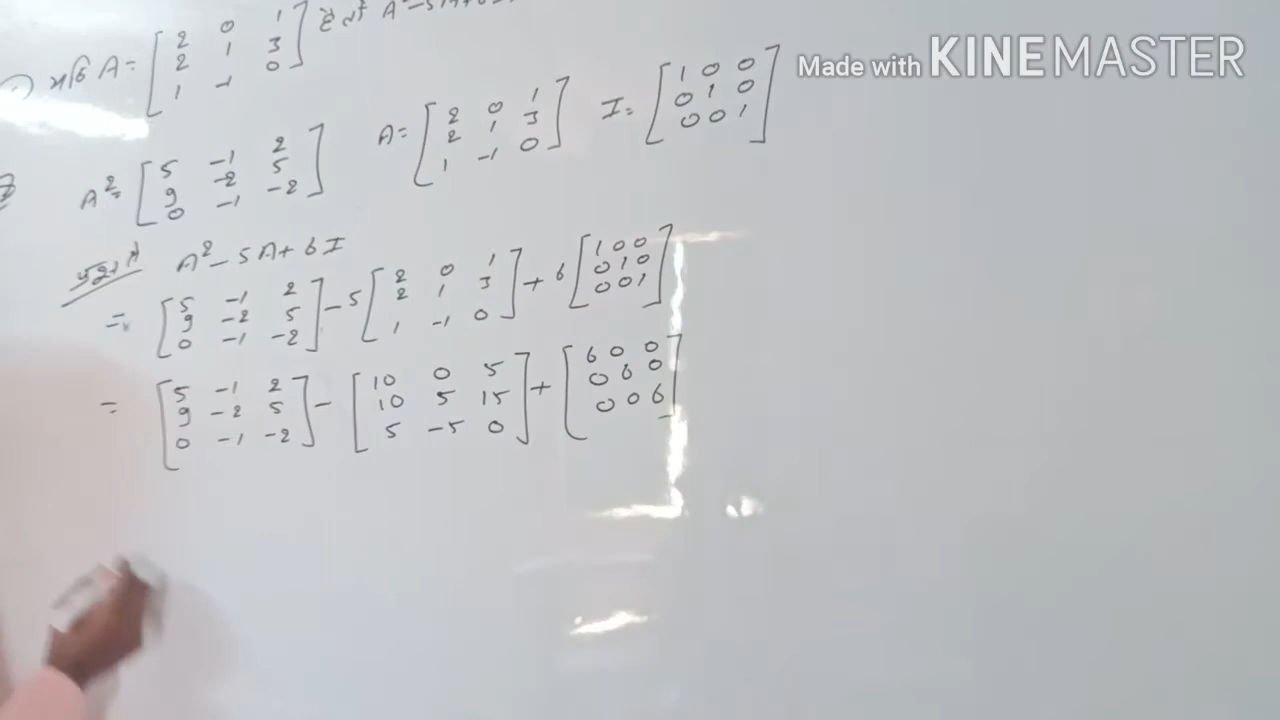 Made with KINEMASTER
যদি A = [2 0 1
2 1 3
1 -1 0] হয়
A² = [5 -1 2
9 -2 5
0 -1 -2]
A = [2 0 1
2 1 3
1 -1 0]
I = [1 0 0
0 1 0
0 0 1]
A² - 5A + 6I
= [5 -1 2
9 -2 5
0 -1 -2] - 5 [2 0 1
2 1 3
1 -1 0] + 6 [1 0 0
0 1 0
0 0 1]
= [5 -1 2
9 -2 5
0 -1 -2] - [10 0 5
10 5 15
5 -5 0] + [6 0 0
0 6 0
0 0 6]